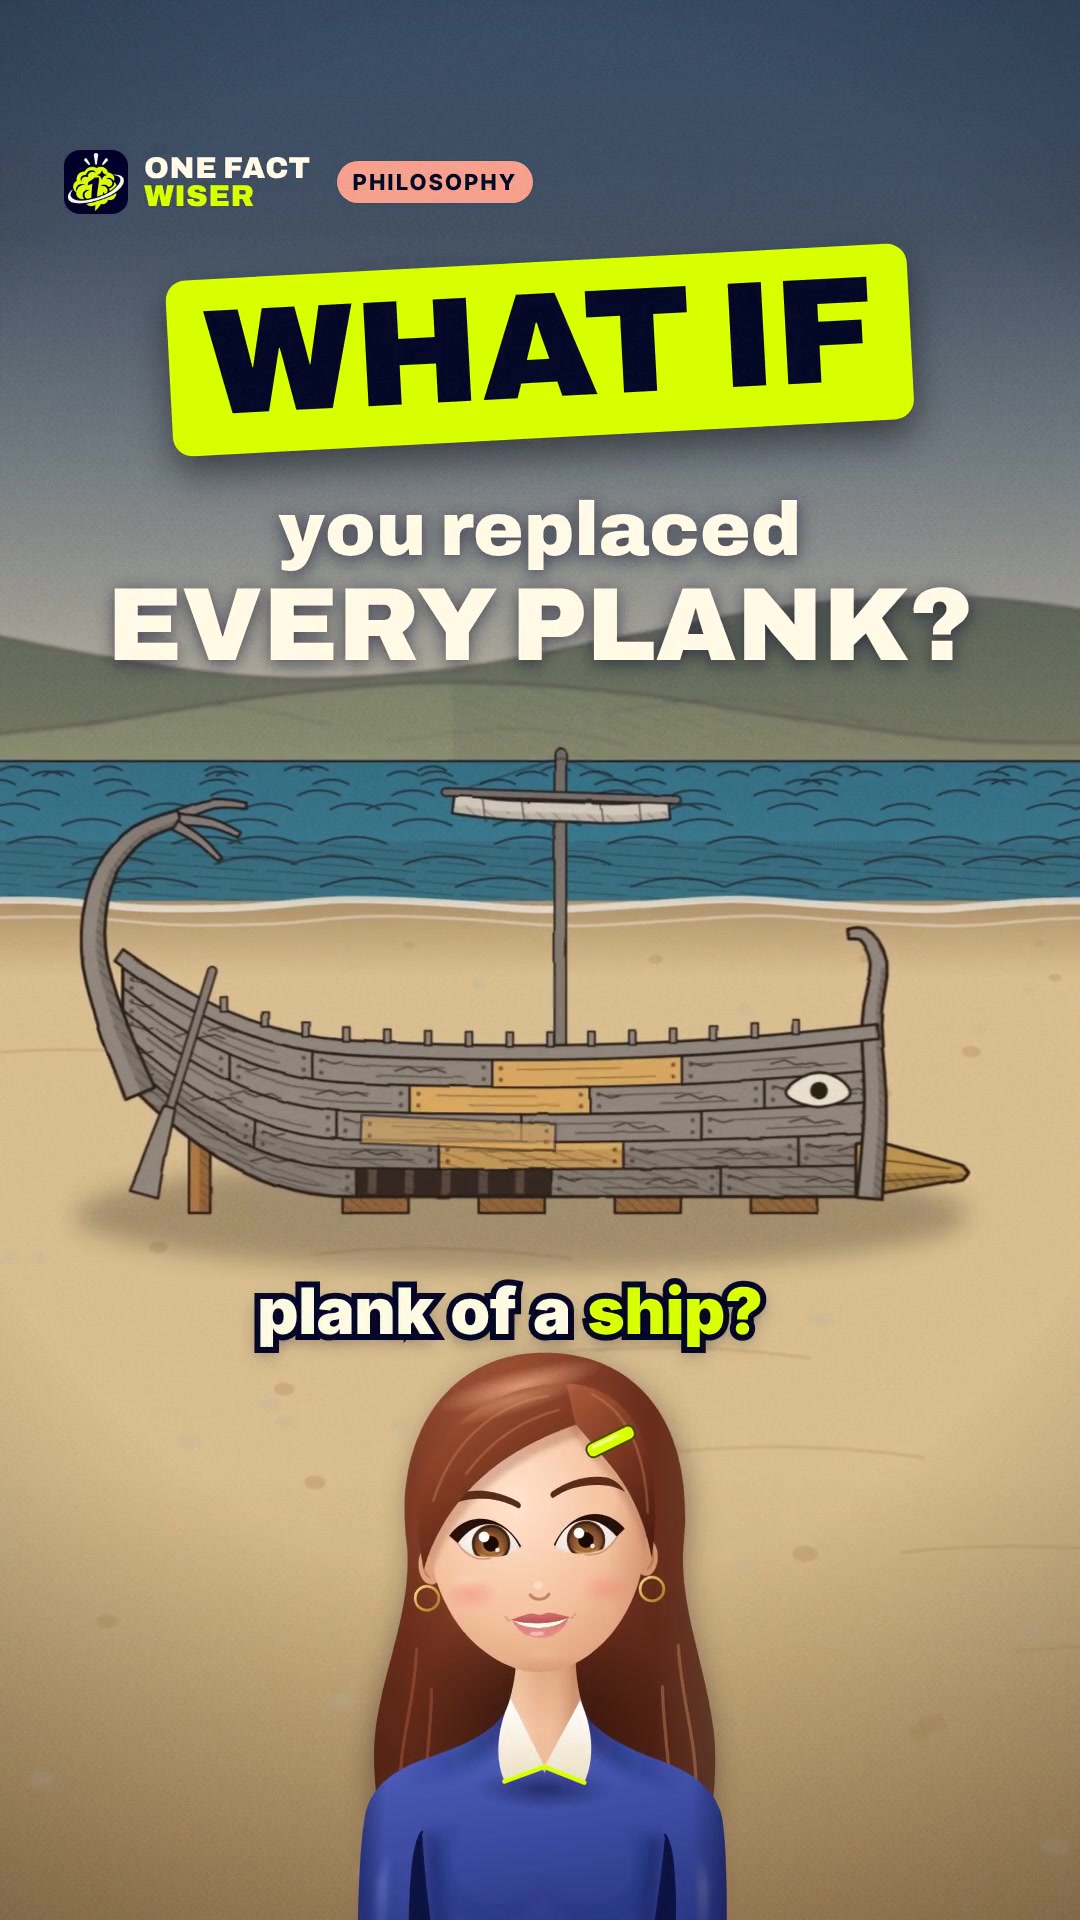 ONE FACT
WISER
PHILOSOPHY
WHAT IF
you replaced
EVERY PLANK?
plank of a ship?